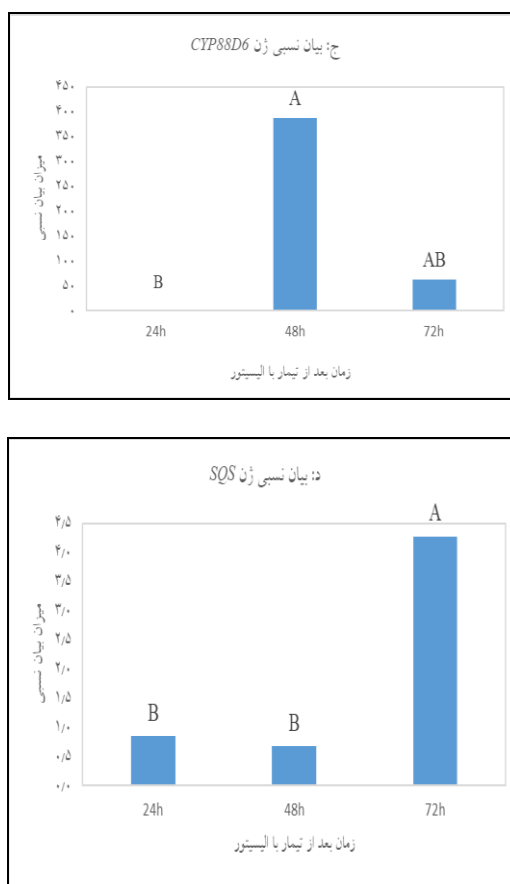 ج: بیان نسبی ژن CYP88D6
میزان بیان نسبی
۴۵۰
۴۰۰
۳۵۰
۳۰۰
۲۵۰
۲۰۰
۱۵۰
۱۰۰
۵۰
۰
B
A
AB
24h 48h 72h
زمان بعد از تیمار با الیسیتور
د: بیان نسبی ژن SQS
میزان بیان نسبی
۴/۵
۴/۰
۳/۵
۳/۰
۲/۵
۲/۰
۱/۵
۱/۰
۰/۵
۰/۰
B
B
A
24h 48h 72h
زمان بعد از تیمار با الیسیتور